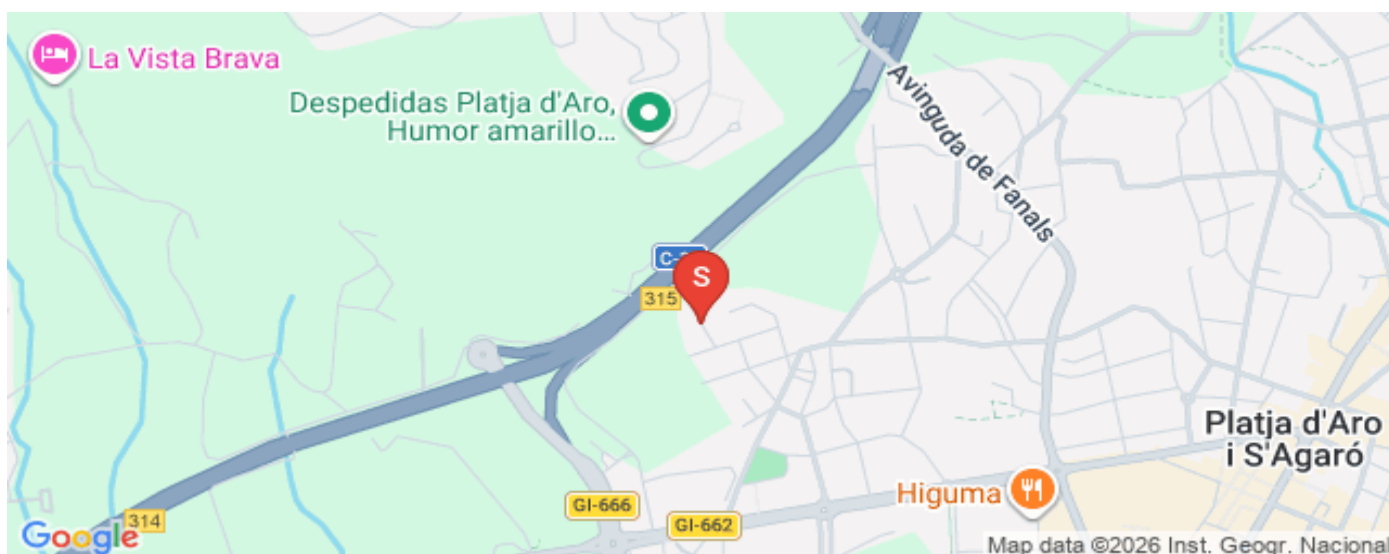 La Vista Brava
Despedidas Platja d'Aro,
Humor amarillo...
Avinguda de Fanals
S
315
Platja d'Aro
i S'Agaró
Higuma
GI-666
GI-662
314
Google
Map data ©2026 Inst. Geogr. Nacional